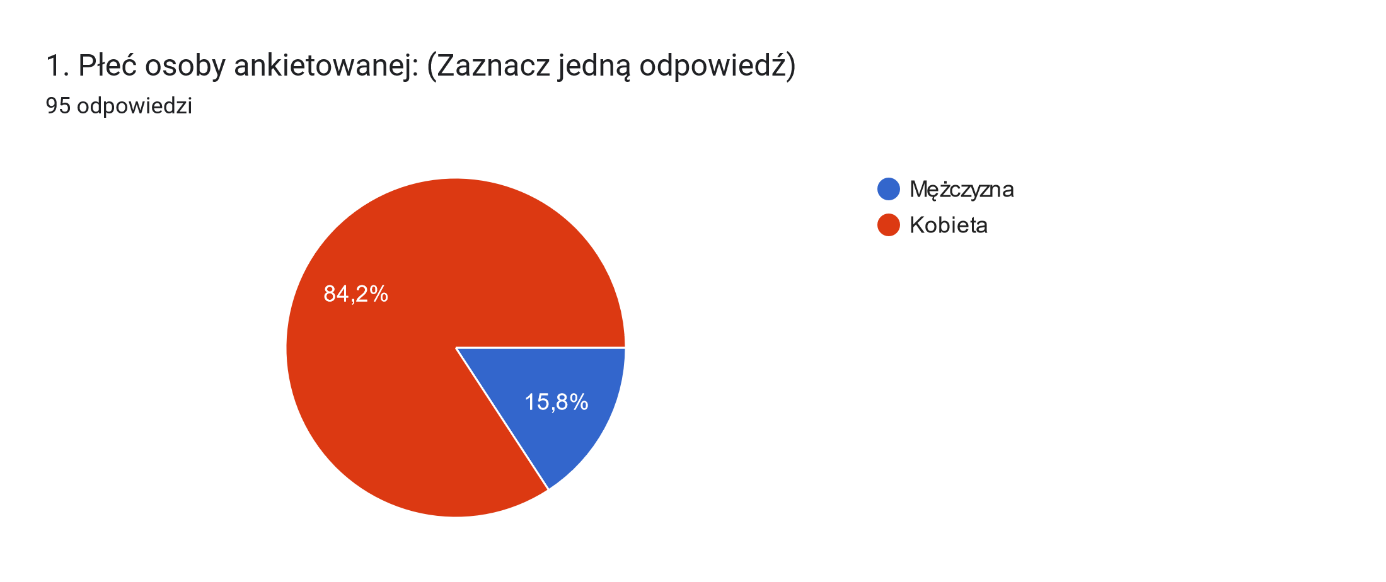 1. Płeć osoby ankietowanej: (Zaznacz jedną odpowiedź)
95 odpowiedzi
Mężczyzna
Kobieta
84,2%
15,8%